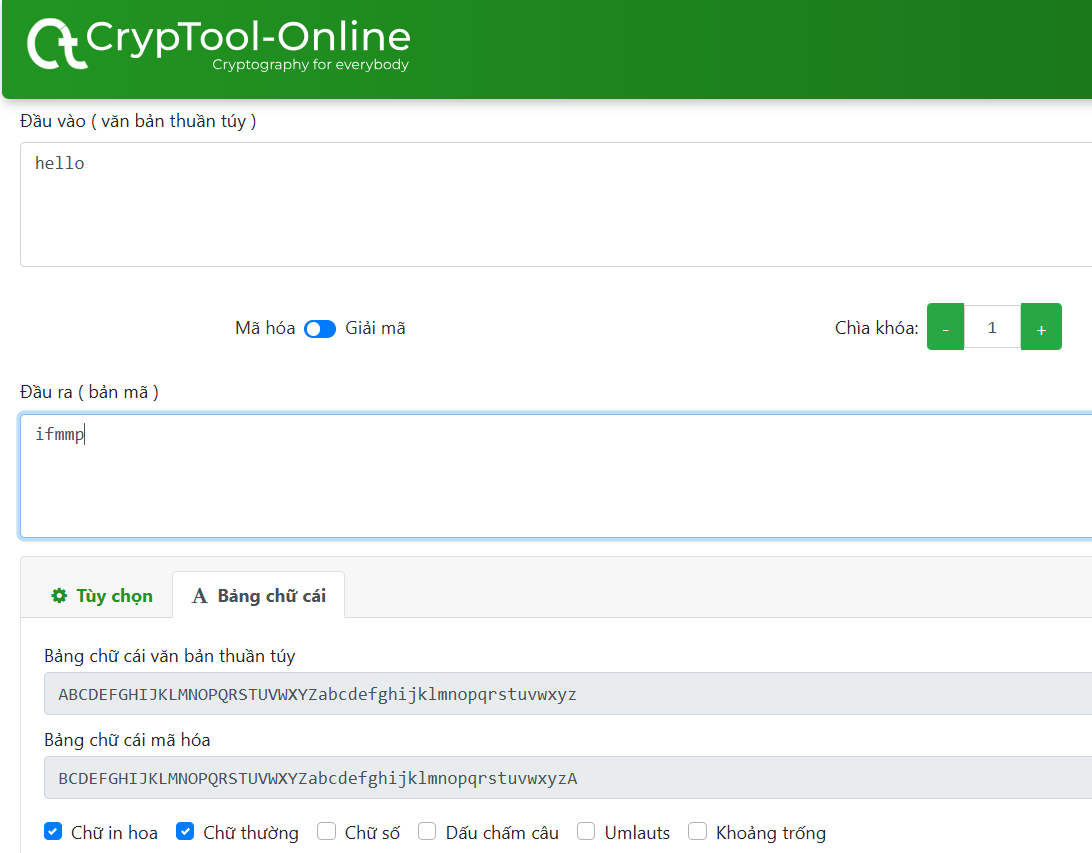 CrypTool-Online
Cryptography for everybody
Đầu vào ( văn bản thuần túy )
hello
Mã hóa Giải mã Chìa khóa: - 1 +
Đầu ra ( bản mã )
ifmmp
Tùy chọn A Bảng chữ cái
Bảng chữ cái văn bản thuần túy
ABCDEFGHIJKLMNOPQRSTUVWXYZabcdefghijklmnopqrstuvwxyz
Bảng chữ cái mã hóa
BCDEFGHIJKLMNOPQRSTUVWXYZabcdefghijklmnopqrstuvwxyzA
Chữ in hoa Chữ thường Chữ số Dấu chấm câu Umlauts Khoảng trống